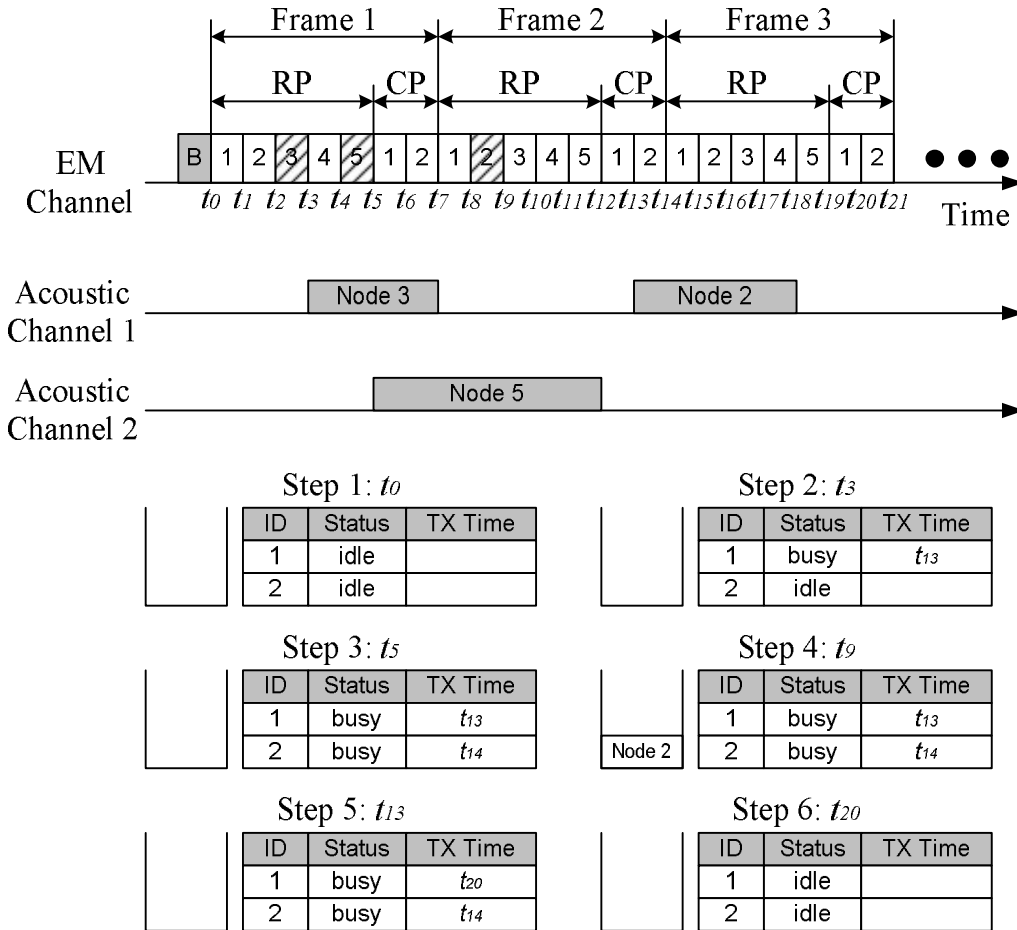 Frame 1 Frame 2 Frame 3
RP CP RP CP RP CP
EM Channel
B 1 2 3 4 5 1 2 1 2 3 4 5 1 2 1 2 3 4 5 1 2
t0 t1 t2 t3 t4 t5 t6 t7 t8 t9 t10 t11 t12 t13 t14 t15 t16 t17 t18 t19 t20 t21
Time
Acoustic Channel 1
Node 3 Node 2
Acoustic Channel 2
Node 5
Step 1: t0
ID Status TX Time
1 idle
2 idle
Step 2: t3
ID Status TX Time
1 busy t13
2 idle
Step 3: t5
ID Status TX Time
1 busy t13
2 busy t14
Step 4: t9
Node 2
ID Status TX Time
1 busy t13
2 busy t14
Step 5: t13
ID Status TX Time
1 busy t20
2 busy t14
Step 6: t20
ID Status TX Time
1 idle
2 idle